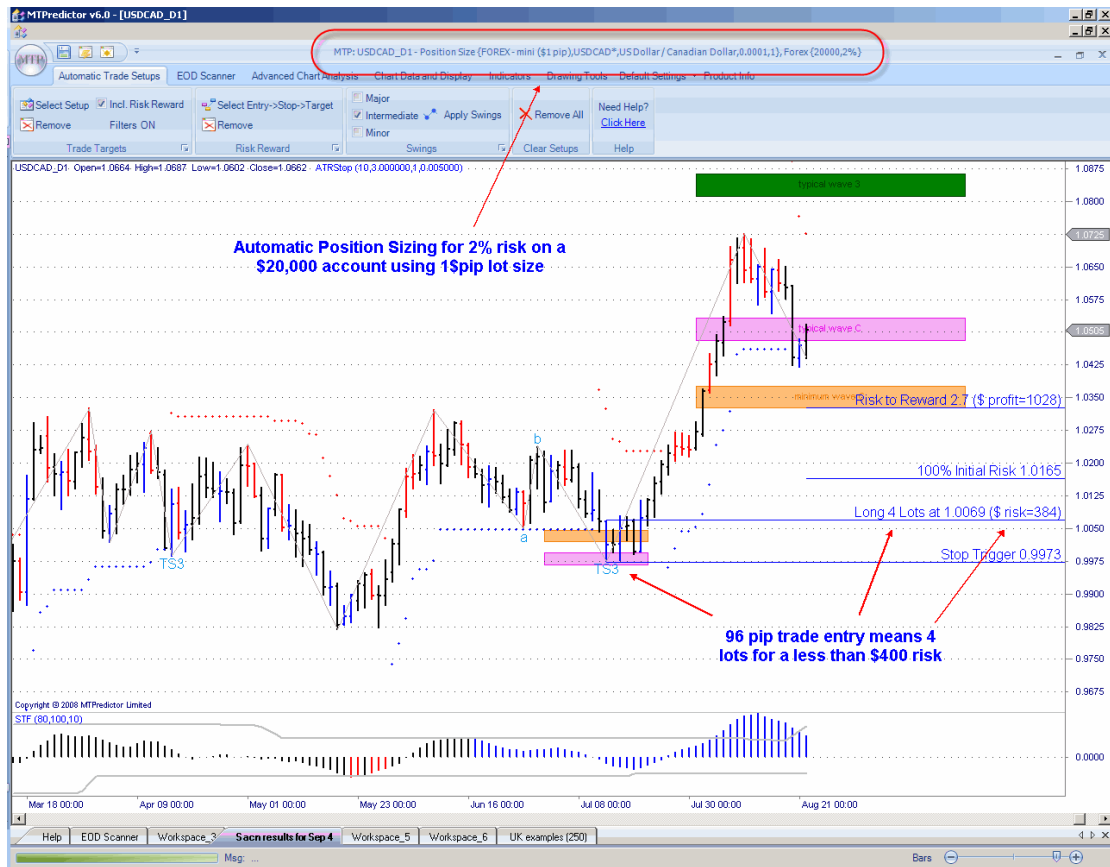 MTPredictor v6.0 - [USDCAD_D1]
MTP
MTP; USDCAD_D1 - Position Size {FOREX - mini ($1 pip),USDCAD*,US Dollar / Canadian Dollar,0.0001,1}, Forex {20000,2%}
Automatic Trade Setups EOD Scanner Advanced Chart Analysis Chart Data and Display Indicators Drawing Tools Default Settings Product Info
Select Setup Incl. Risk Reward
Remove Filters ON
Trade Targets
Select Entry->Stop->Target
Remove
Risk Reward
Major
Intermediate Apply Swings
Minor
Swings
Remove All
Clear Setups
Need Help?
Click Here
Help
USDCAD_D1 Open=1.0664 High=1.0687 Low=1.0602 Close=1.0662 ATRStop (10,3.000000,1,0.005000)
1.0875
typical wave 3
1.0800
1.0725
Automatic Position Sizing for 2% risk on a
$20,000 account using 1$pip lot size
1.0650
1.0575
typical wave C
1.0505
1.0425
minimum wave
Risk to Reward 2.7 ($ profit=1028)
1.0350
1.0275
b
1.0200
100% Initial Risk 1.0165
1.0125
Long 4 Lots at 1.0069 ($ risk=384)
1.0050
a
Stop Trigger 0.9973
0.9975
TS3
TS3
0.9900
96 pip trade entry means 4
lots for a less than $400 risk
0.9825
0.9750
0.9675
Copyright © 2008 MTPredictor Limited
STF (80,100,10)
0.0000
Mar 18 00:00 Apr 09 00:00 May 01 00:00 May 23 00:00 Jun 16 00:00 Jul 08 00:00 Jul 30 00:00 Aug 21 00:00
Help EOD Scanner Workspace_3 Sacn results for Sep 4 Workspace_5 Workspace_6 UK examples (250)
Msg: ... Bars